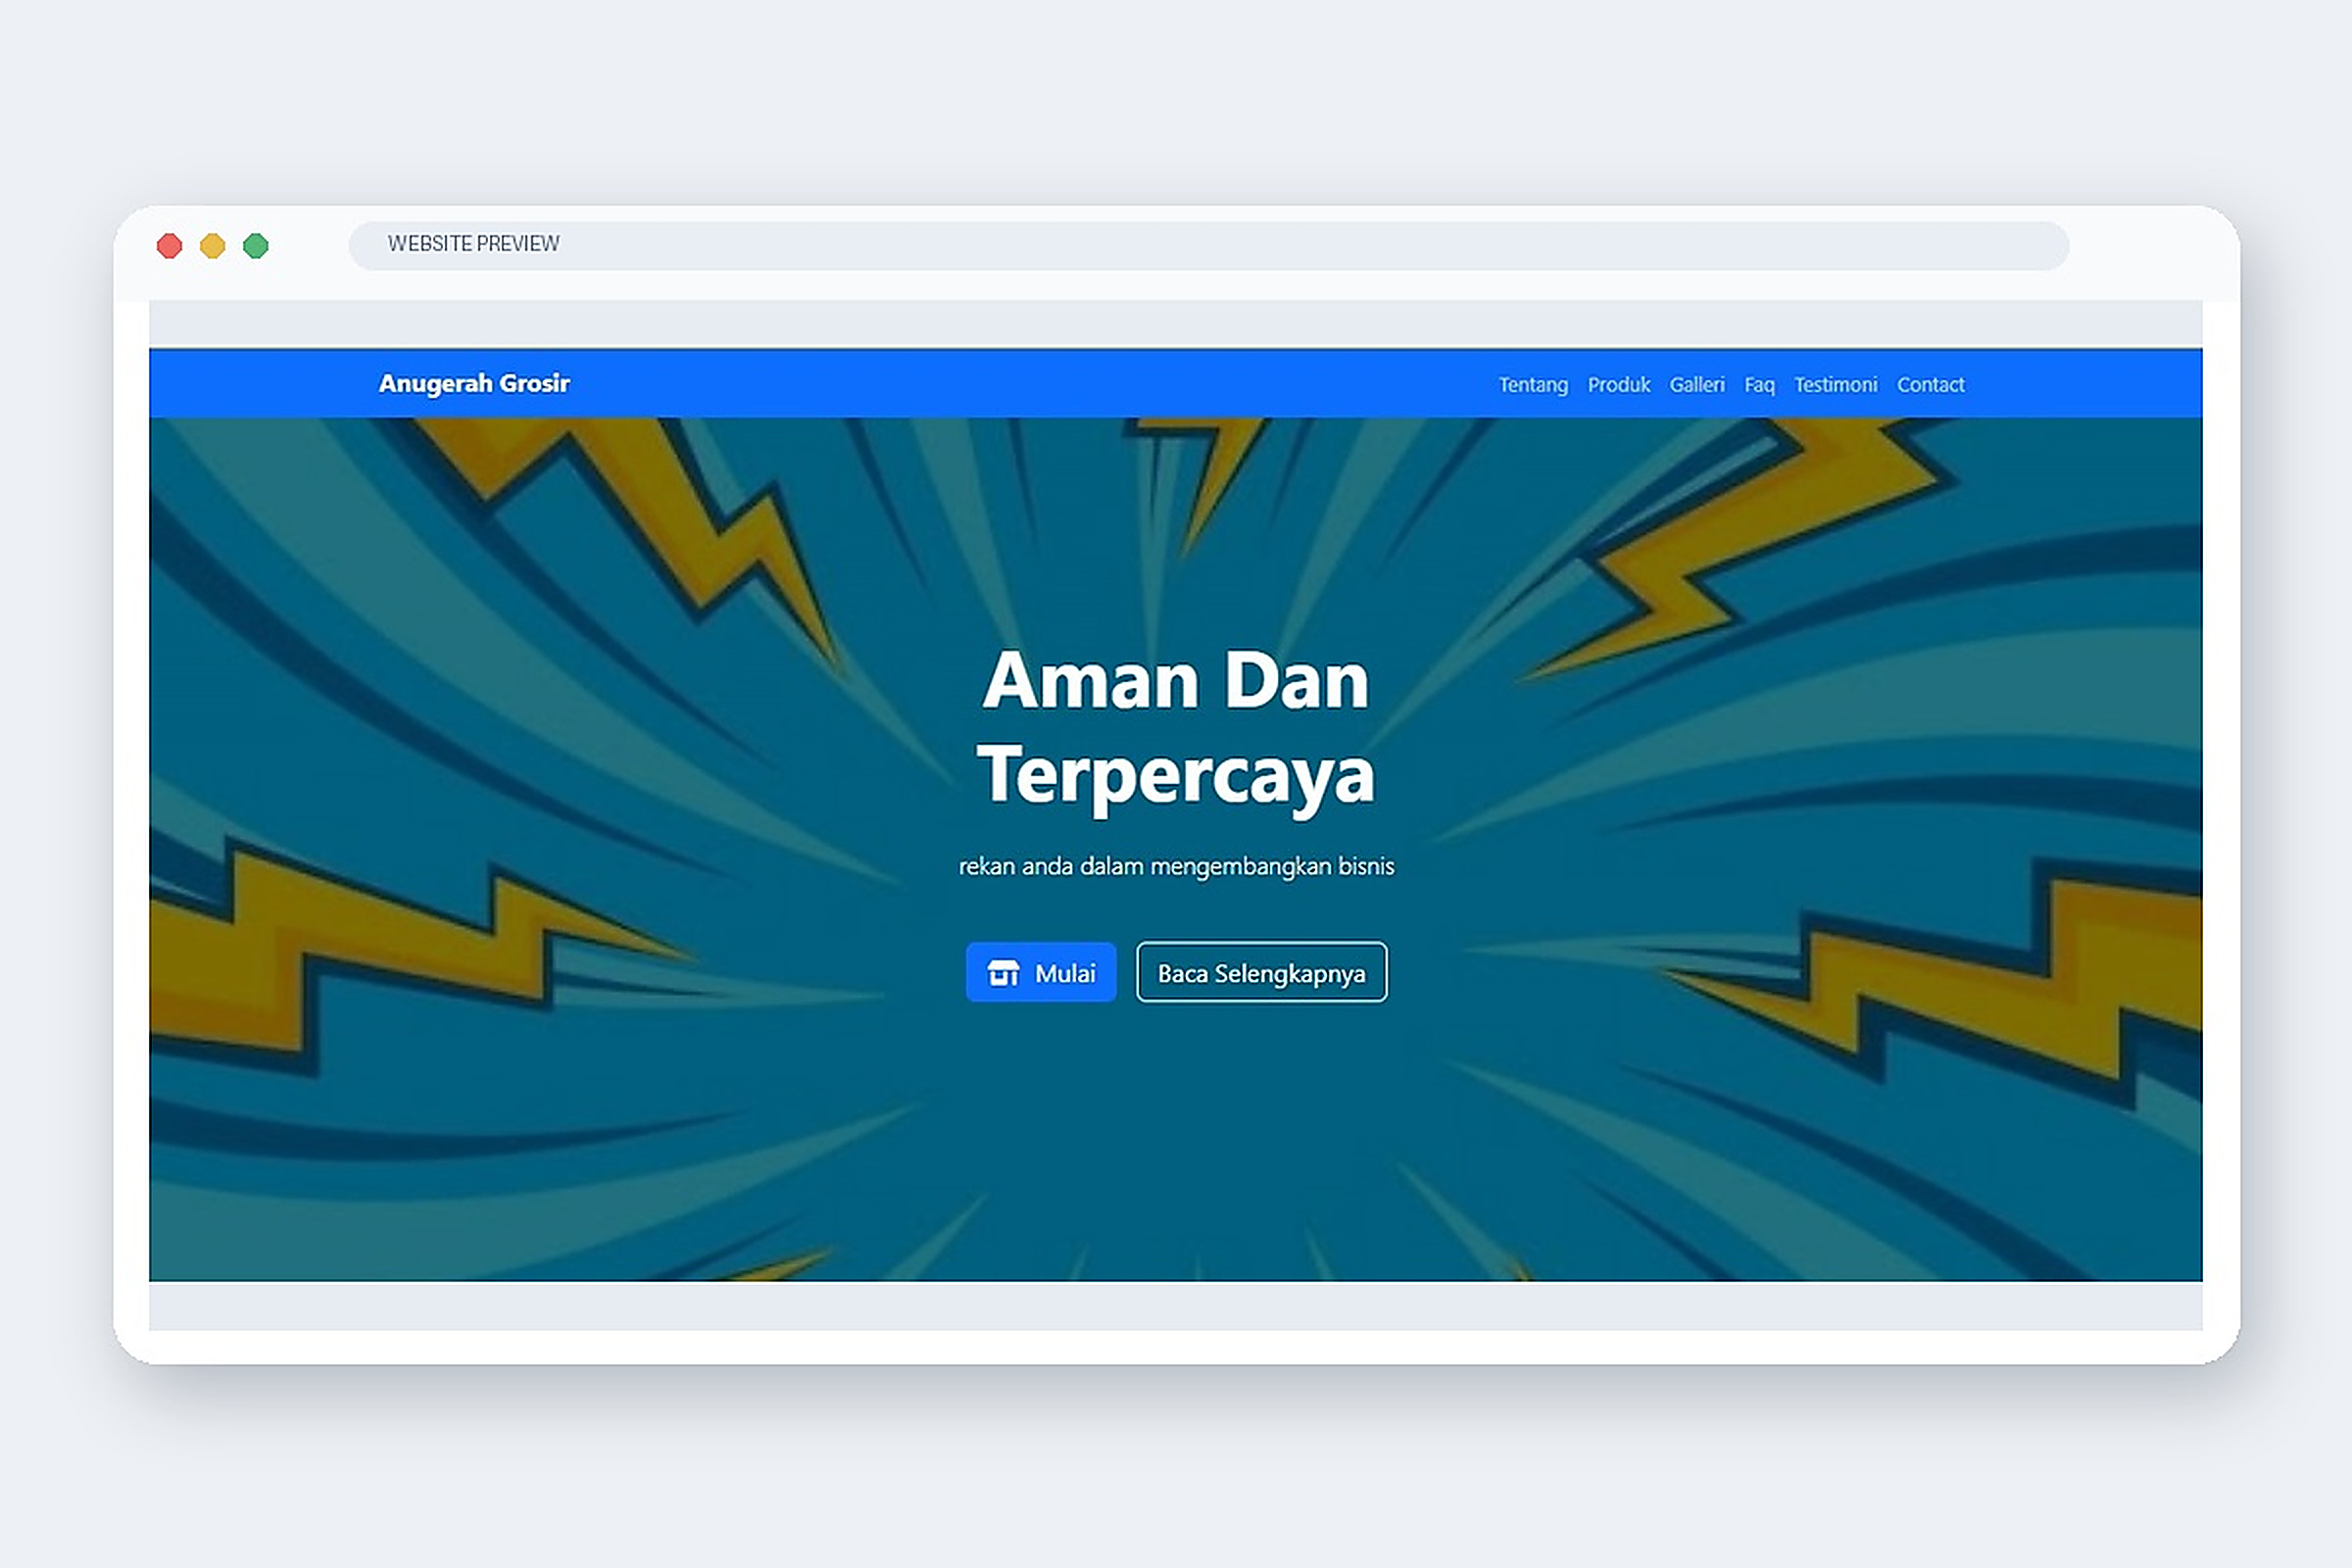 WEBSITE PREVIEW
Anugerah Grosir
Tentang Produk Galleri Faq Testimoni Contact
Aman Dan
Terpercaya
rekan anda dalam mengembangkan bisnis
Mulai Baca Selengkapnya